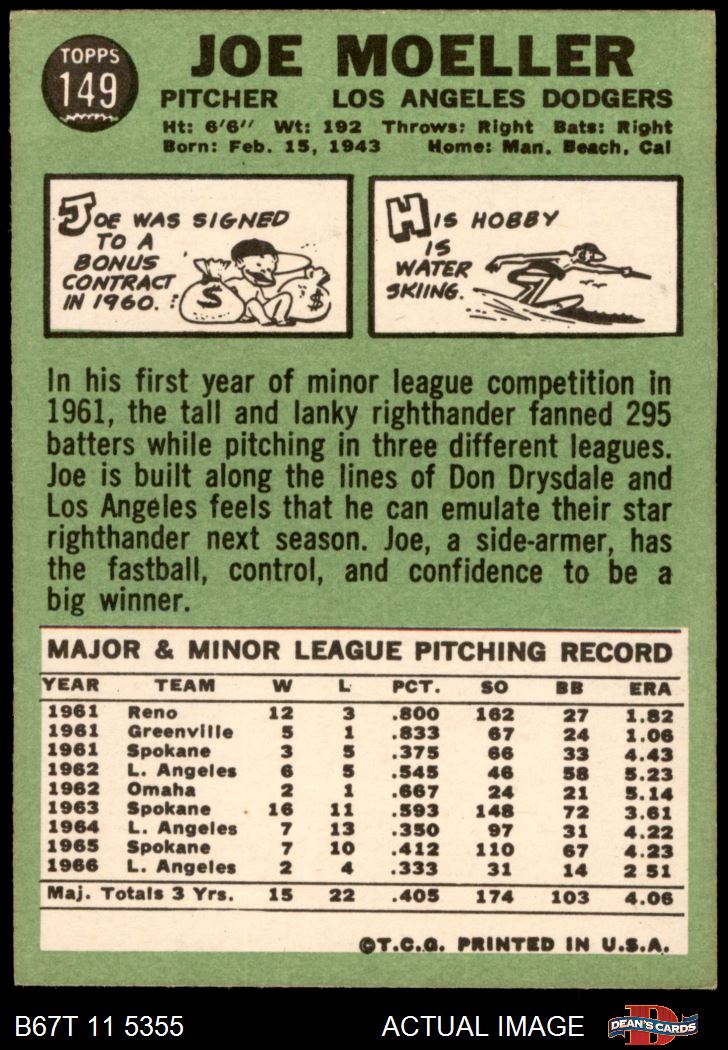 TOPPS
149
JOE MOELLER
PITCHER LOS ANGELES DODGERS
Ht: 6'6" Wt: 192 Throws: Right Bats: Right
Born: Feb. 15, 1943 Home: Man. Beach, Cal
JOE WAS SIGNED
TO A
BONUS
CONTRACT
IN 1960.
$ $
HIS HOBBY
IS
WATER
SKIING.
In his first year of minor league competition in
1961, the tall and lanky righthander fanned 295
batters while pitching in three different leagues.
Joe is built along the lines of Don Drysdale and
Los Angeles feels that he can emulate their star
righthander next season. Joe, a side-armer, has
the fastball, control, and confidence to be a
big winner.
MAJOR & MINOR LEAGUE PITCHING RECORD
YEAR TEAM W L PCT. SO BB ERA
1961 Reno 12 3 .800 162 27 1.82
1961 Greenville 5 1 .833 67 24 1.06
1961 Spokane 3 5 .375 66 33 4.43
1962 L. Angeles 6 5 .545 46 58 5.23
1962 Omaha 2 1 .667 24 21 5.14
1963 Spokane 16 11 .593 148 72 3.61
1964 L. Angeles 7 13 .350 97 31 4.22
1965 Spokane 7 10 .412 110 67 4.23
1966 L. Angeles 2 4 .333 31 14 2 51
Maj. Totals 3 Yrs. 15 22 .405 174 103 4.06
©T.C.G. PRINTED IN U.S.A.
B67T 11 5355 ACTUAL IMAGE D DEAN'S CARDS